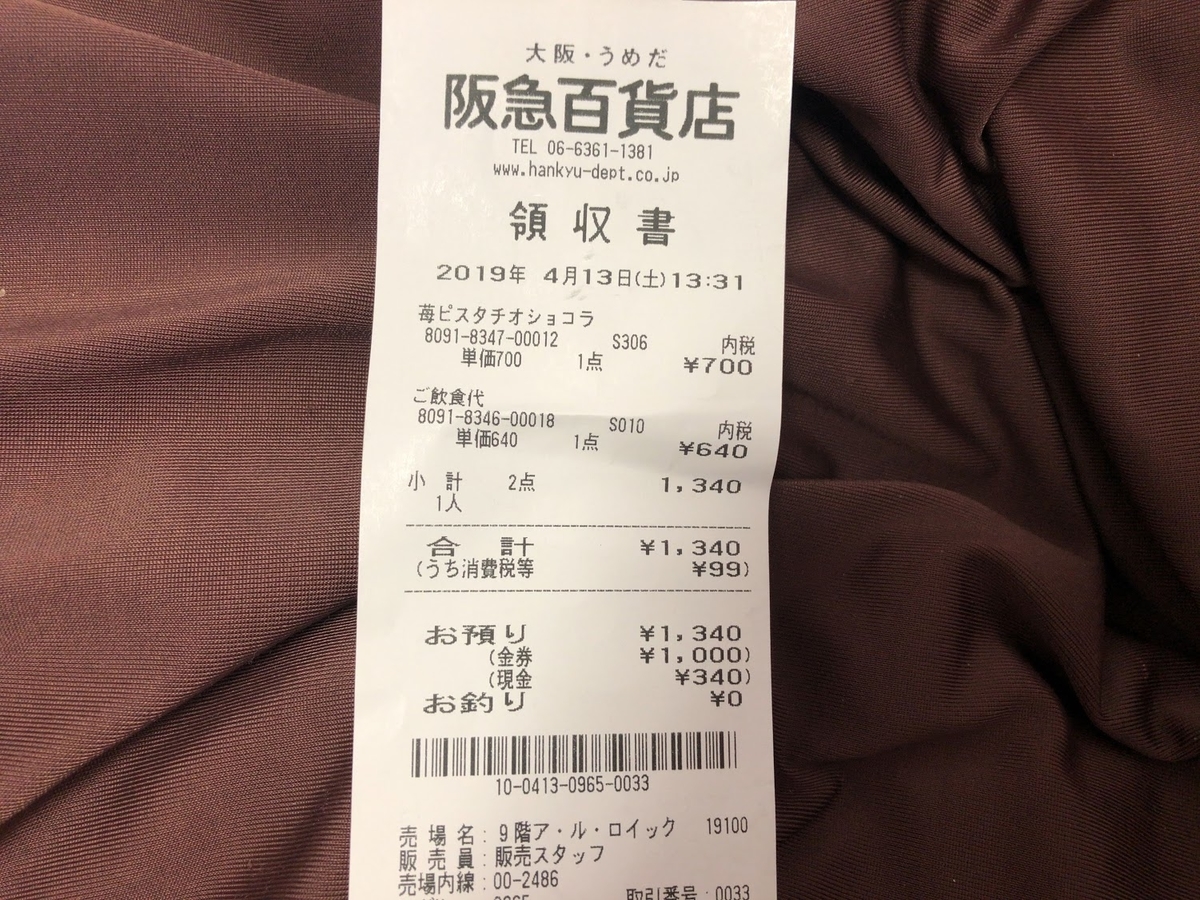 大阪・うめだ
阪急百貨店
TEL 06-6361-1381
www.hankyu-dept.co.jp
領収書
2019年 4月13日(土)13:31
苺ピスタチオショコラ
8091-8347-00012 S306 内税
単価700 1点 ¥700
ご飲食代
8091-8346-00018 S010 内税
単価640 1点 ¥640
小 計 2点 1,340
1人
合 計 ¥1,340
(うち消費税等 ¥99)
お預り ¥1,340
(金券 ¥1,000)
(現金 ¥340)
お釣り ¥0
10-0413-0965-0033
売 場 名: 9階ア・ル・ロイック 19100
販 売 員: 販売スタッフ
売場内線: 00-2486
取引番号: 0033